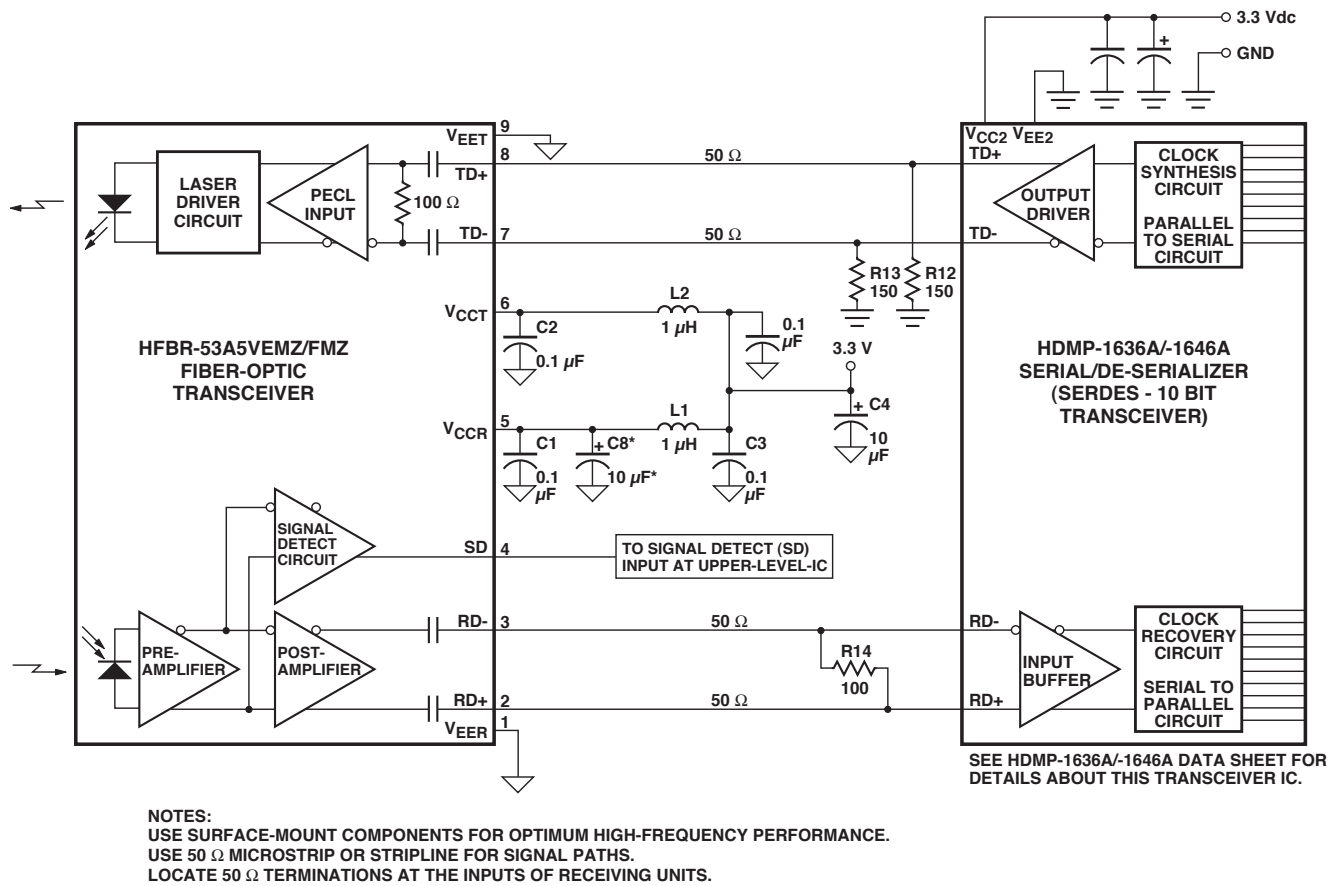 3.3 Vdc
GND
VCC2 VEE2
VEET
9
8
TD+
50 Ω
TD+
LASER
DRIVER
CIRCUIT
PECL
INPUT
100 Ω
OUTPUT
DRIVER
CLOCK
SYNTHESIS
CIRCUIT
PARALLEL
TO SERIAL
CIRCUIT
TD-
7
50 Ω
TD-
R13
150
R12
150
VCCT
6
L2
1 µH
C2
0.1 µF
0.1
µF
3.3 V
HFBR-53A5VEMZ/FMZ
FIBER-OPTIC
TRANSCEIVER
HDMP-1636A/-1646A
SERIAL/DE-SERIALIZER
(SERDES - 10 BIT
TRANSCEIVER)
VCCR
5
L1
1 µH
C1
0.1
µF
+ C8*
10 µF*
C3
0.1
µF
+ C4
10
µF
SIGNAL
DETECT
CIRCUIT
SD
4
TO SIGNAL DETECT (SD)
INPUT AT UPPER-LEVEL-IC
PRE-
AMPLIFIER
POST-
AMPLIFIER
RD-
3
50 Ω
RD-
R14
100
INPUT
BUFFER
CLOCK
RECOVERY
CIRCUIT
SERIAL TO
PARALLEL
CIRCUIT
RD+
2
50 Ω
RD+
VEER
1
SEE HDMP-1636A/-1646A DATA SHEET FOR
DETAILS ABOUT THIS TRANSCEIVER IC.
NOTES:
USE SURFACE-MOUNT COMPONENTS FOR OPTIMUM HIGH-FREQUENCY PERFORMANCE.
USE 50 Ω MICROSTRIP OR STRIPLINE FOR SIGNAL PATHS.
LOCATE 50 Ω TERMINATIONS AT THE INPUTS OF RECEIVING UNITS.